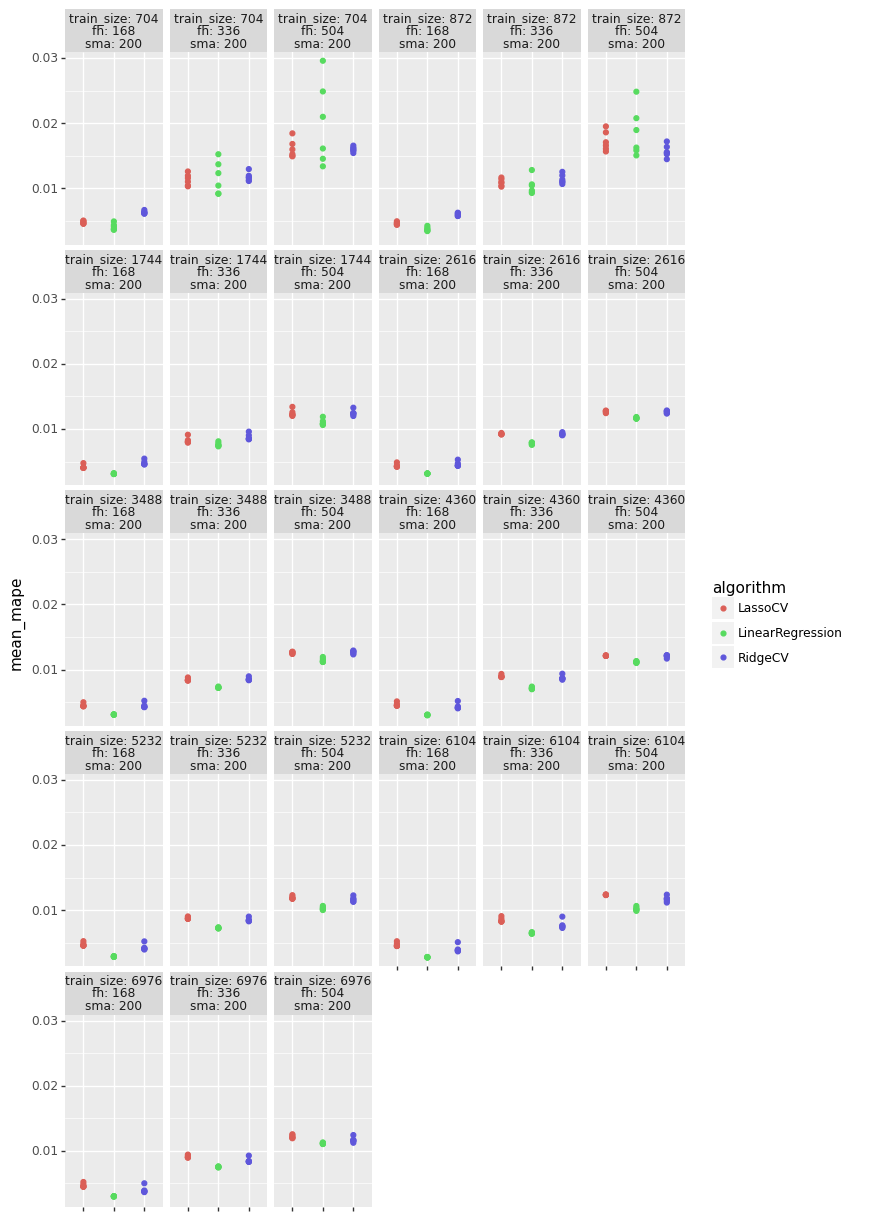 train_size: 704
fh: 168
sma: 200
train_size: 704
fh: 336
sma: 200
train_size: 704
fh: 504
sma: 200
train_size: 872
fh: 168
sma: 200
train_size: 872
fh: 336
sma: 200
train_size: 872
fh: 504
sma: 200
0.03
0.02
0.01
train_size: 1744
fh: 168
sma: 200
train_size: 1744
fh: 336
sma: 200
train_size: 1744
fh: 504
sma: 200
train_size: 2616
fh: 168
sma: 200
train_size: 2616
fh: 336
sma: 200
train_size: 2616
fh: 504
sma: 200
0.03
0.02
0.01
train_size: 3488
fh: 168
sma: 200
train_size: 3488
fh: 336
sma: 200
train_size: 3488
fh: 504
sma: 200
train_size: 4360
fh: 168
sma: 200
train_size: 4360
fh: 336
sma: 200
train_size: 4360
fh: 504
sma: 200
0.03
0.02
0.01
mean_mape
train_size: 5232
fh: 168
sma: 200
train_size: 5232
fh: 336
sma: 200
train_size: 5232
fh: 504
sma: 200
train_size: 6104
fh: 168
sma: 200
train_size: 6104
fh: 336
sma: 200
train_size: 6104
fh: 504
sma: 200
0.03
0.02
0.01
train_size: 6976
fh: 168
sma: 200
train_size: 6976
fh: 336
sma: 200
train_size: 6976
fh: 504
sma: 200
0.03
0.02
0.01
algorithm
LassoCV
LinearRegression
RidgeCV